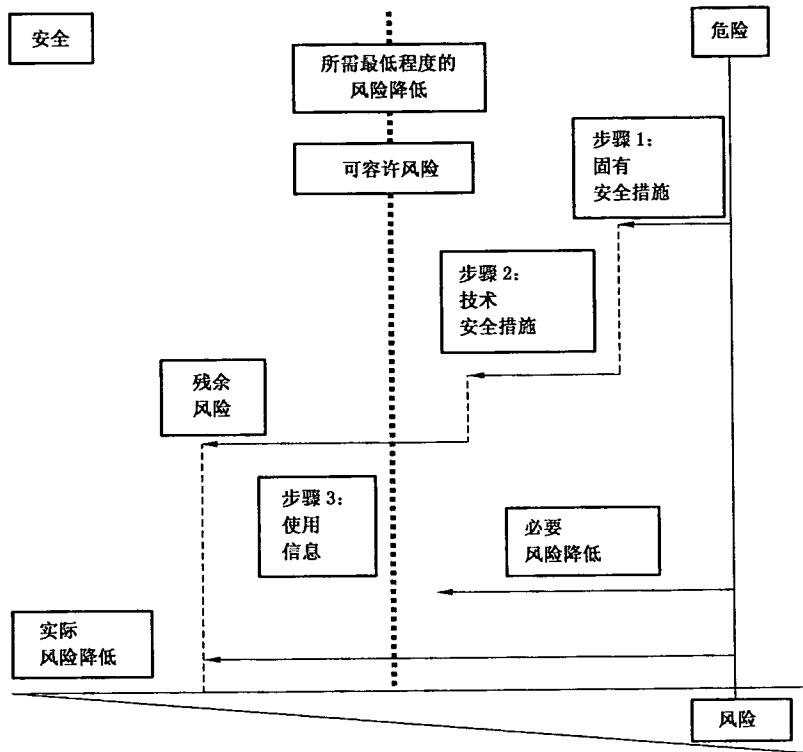 安全
危险
所需最低程度的
风险降低
可容许风险
步骤1：
固有
安全措施
步骤2：
技术
安全措施
残余
风险
步骤3：
使用
信息
必要
风险降低
实际
风险降低
风险